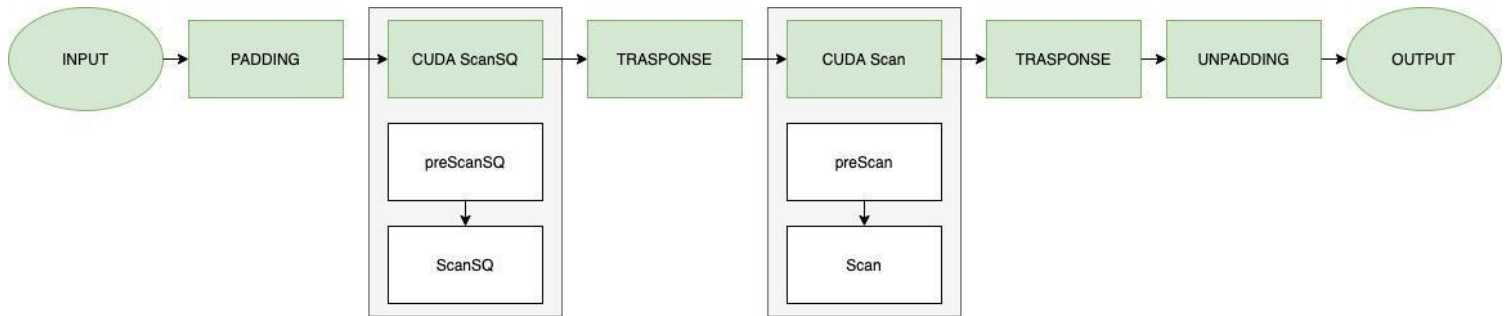 INPUT
PADDING
CUDA ScanSQ
TRASPONSE
CUDA Scan
TRASPONSE
UNPADDING
OUTPUT
preScanSQ
preScan
ScanSQ
Scan